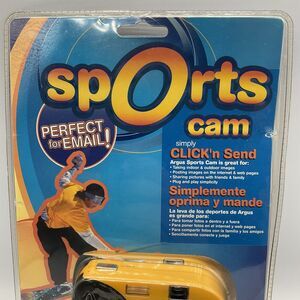 spOrts
cam
PERFECT
for EMAIL!
simply
CLICK'n Send
Argus Sports Cam is great for:
• Taking indoor & outdoor images
• Posting images on the internet & web pages
• Sharing pictures with friends & family
• Plug and play simplicity
Simplemente
oprima y mande
La leva de los deportes de Argus
es grande para:
• Para tomar fotos a dentro y a fuera
• Para poner fotos en el internet y web pages
• Para compartir fotos con la familia y los amigos
• Sencillamente conecte y juegue